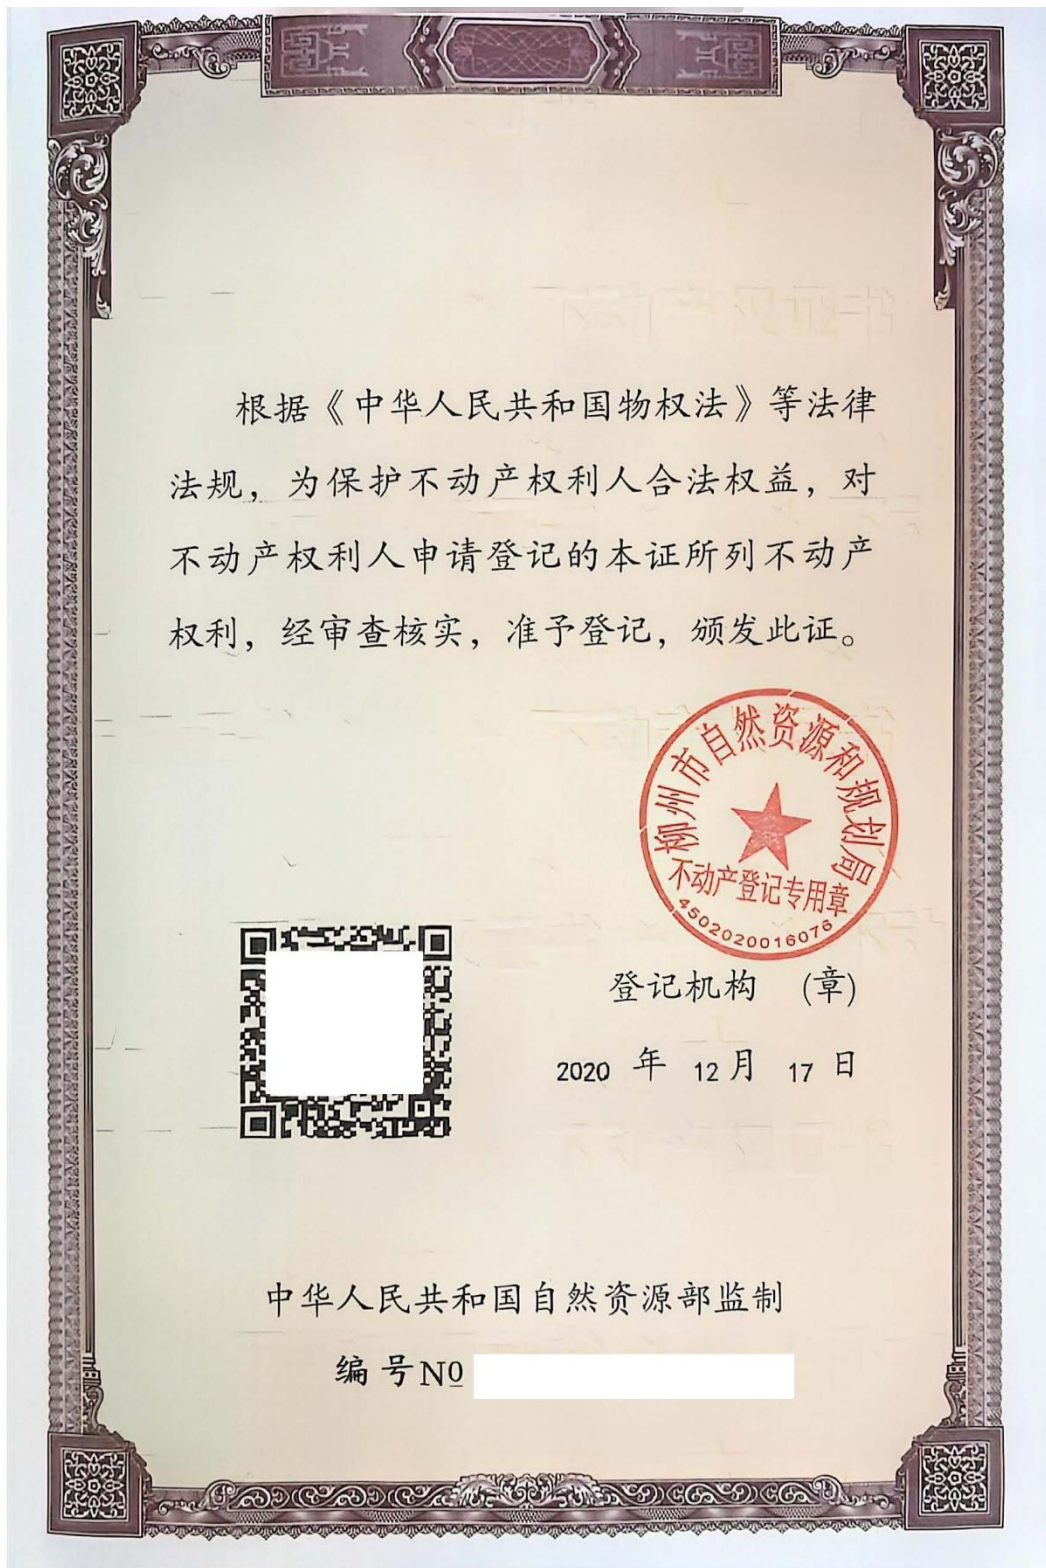 根据《中华人民共和国物权法》等法律
法规，为保护不动产权利人合法权益，对
不动产权利人申请登记的本证所列不动产
权利，经审查核实，准予登记，颁发此证。
柳州市自然资源和规划局
不动产登记专用章
4502020016076
登记机构 (章)
2020 年 12 月 17 日
中华人民共和国自然资源部监制
编号№